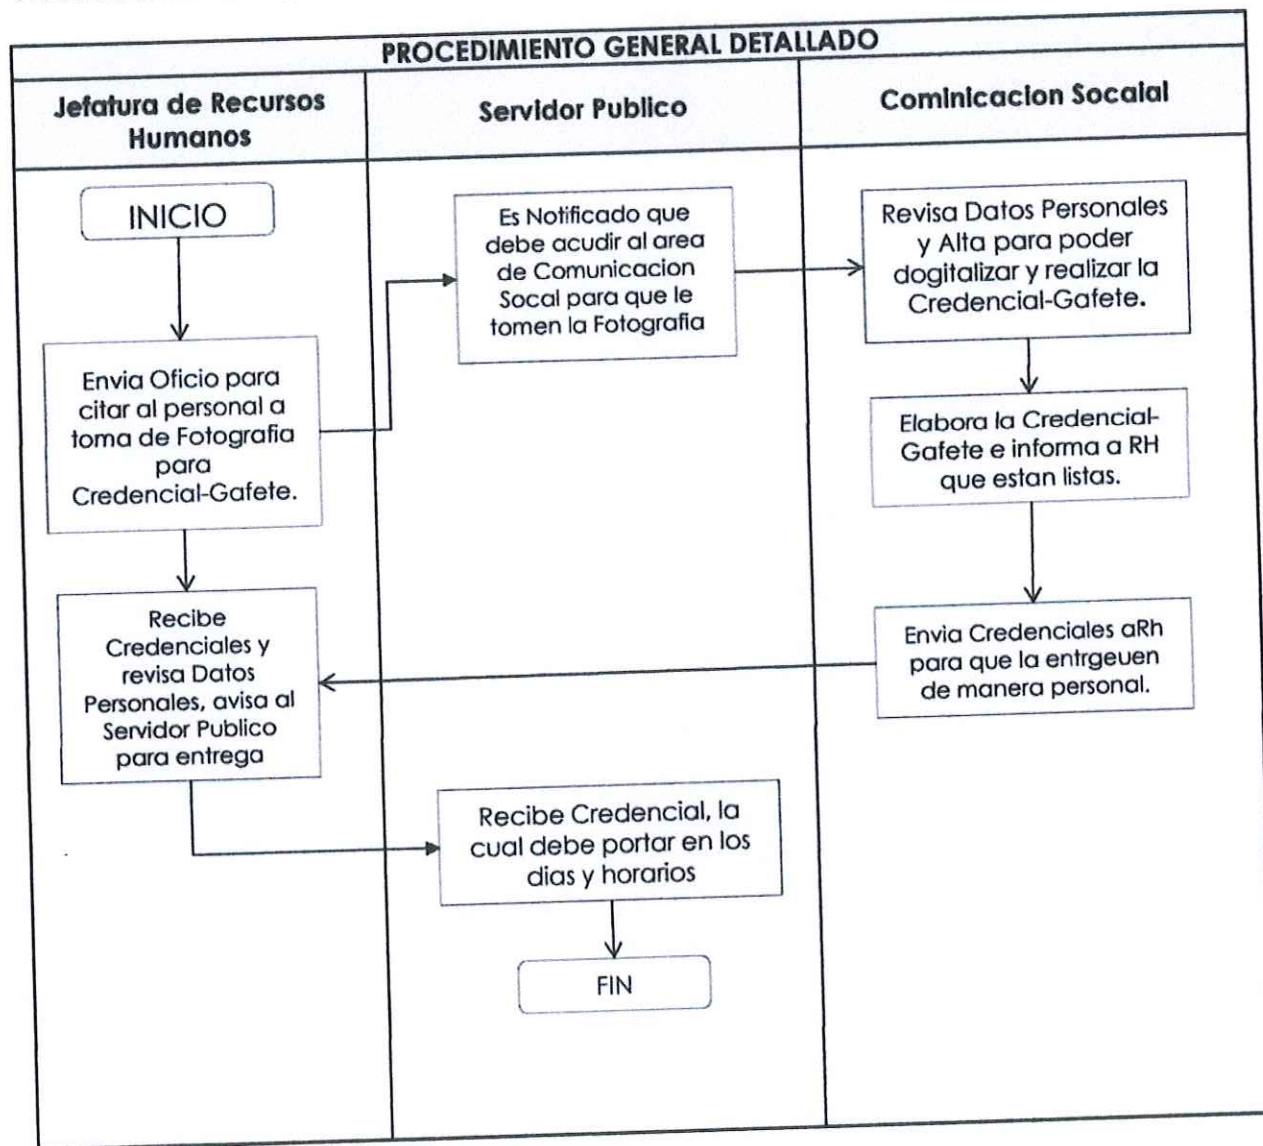 PROCEDIMIENTO GENERAL DETALLADO
Jefatura de Recursos
Humanos
Servidor Publico
Cominicacion Socaial
INICIO
Envia Oficio para
citar al personal a
toma de Fotografia
para
Credencial-Gafete.
Es Notificado que
debe acudir al area
de Comunicacion
Socal para que le
tomen la Fotografia
Revisa Datos Personales
y Alta para poder
dogitalizar y realizar la
Credencial-Gafete.
Elabora la Credencial-
Gafete e informa a RH
que estan listas.
Envia Credenciales aRh
para que la entrgeuen
de manera personal.
Recibe
Credenciales y
revisa Datos
Personales, avisa al
Servidor Publico
para entrega
Recibe Credencial, la
cual debe portar en los
dias y horarios
FIN